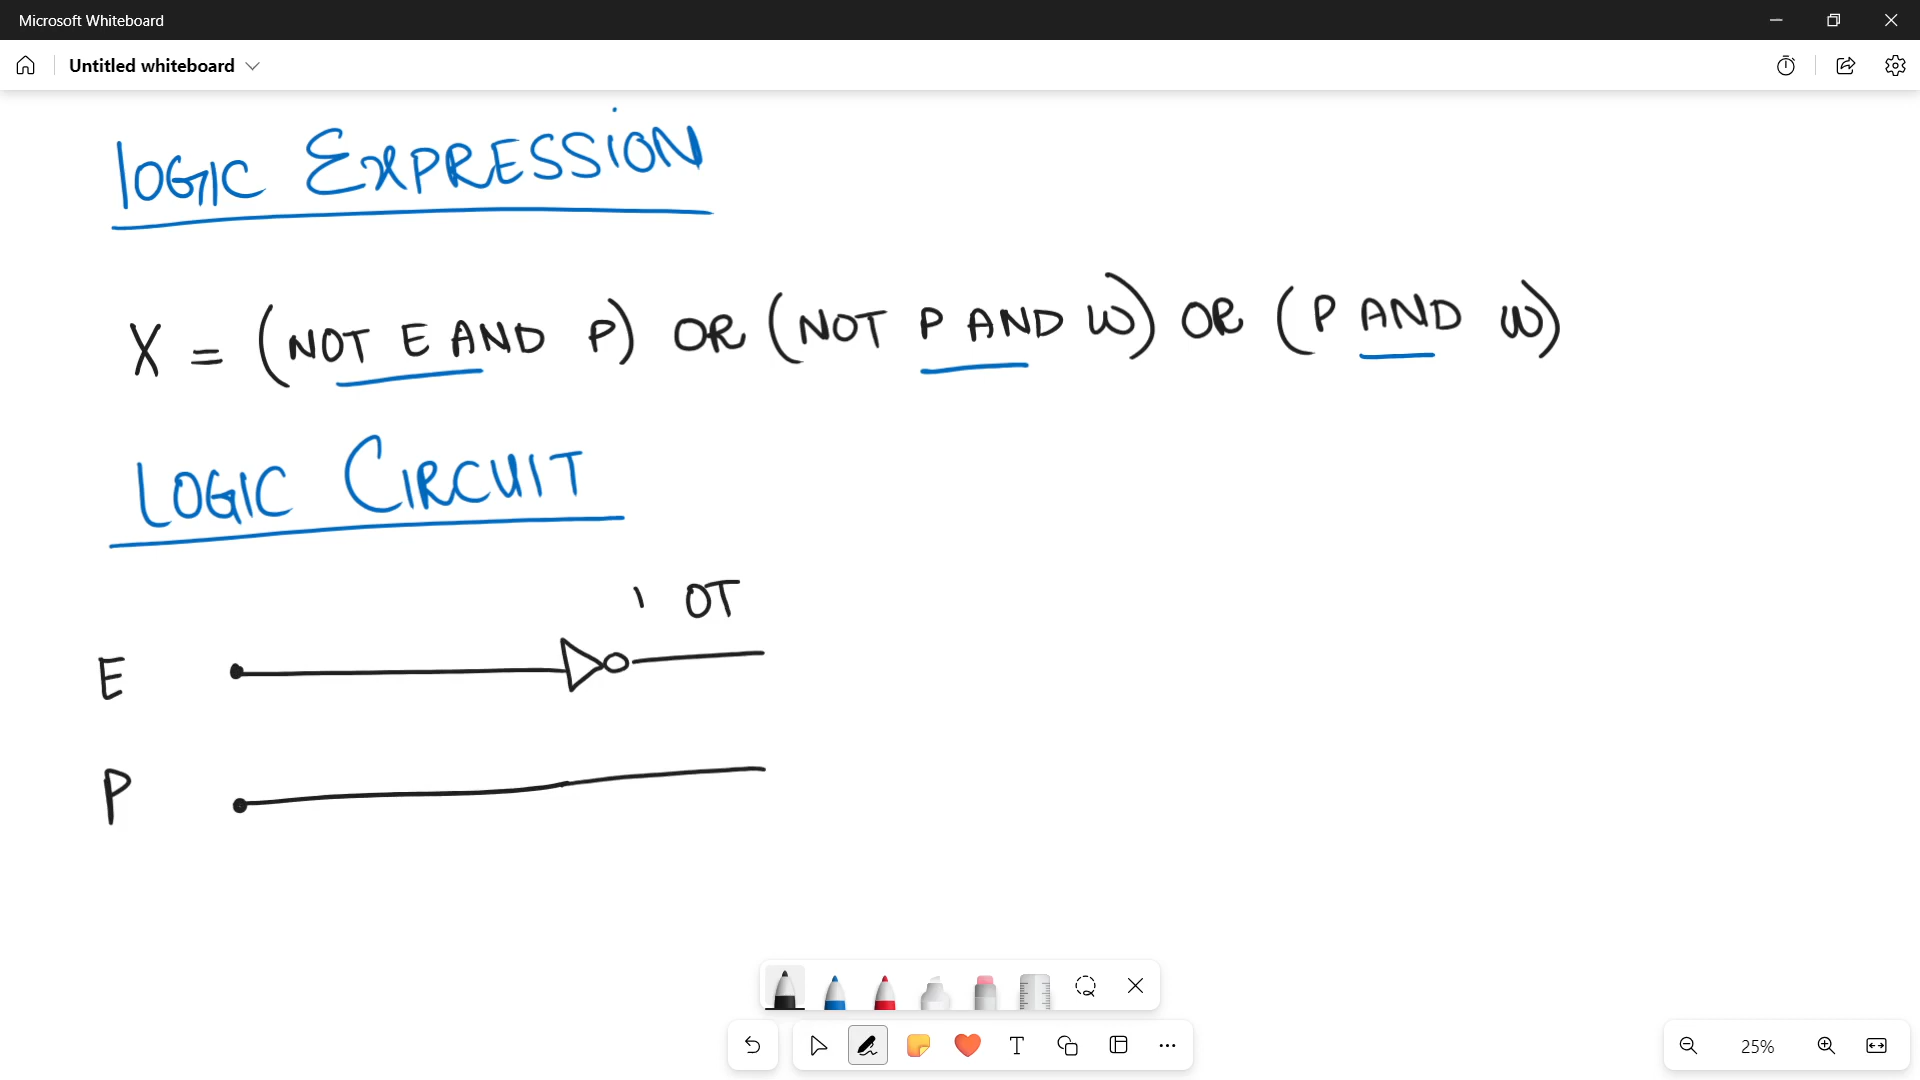 Microsoft Whiteboard
Untitled whiteboard
LOGIC EXPRESSION
X = (NOT E AND P) OR (NOT P AND W) OR (P AND W)
LOGIC CIRCUIT
OT
E
P
25%